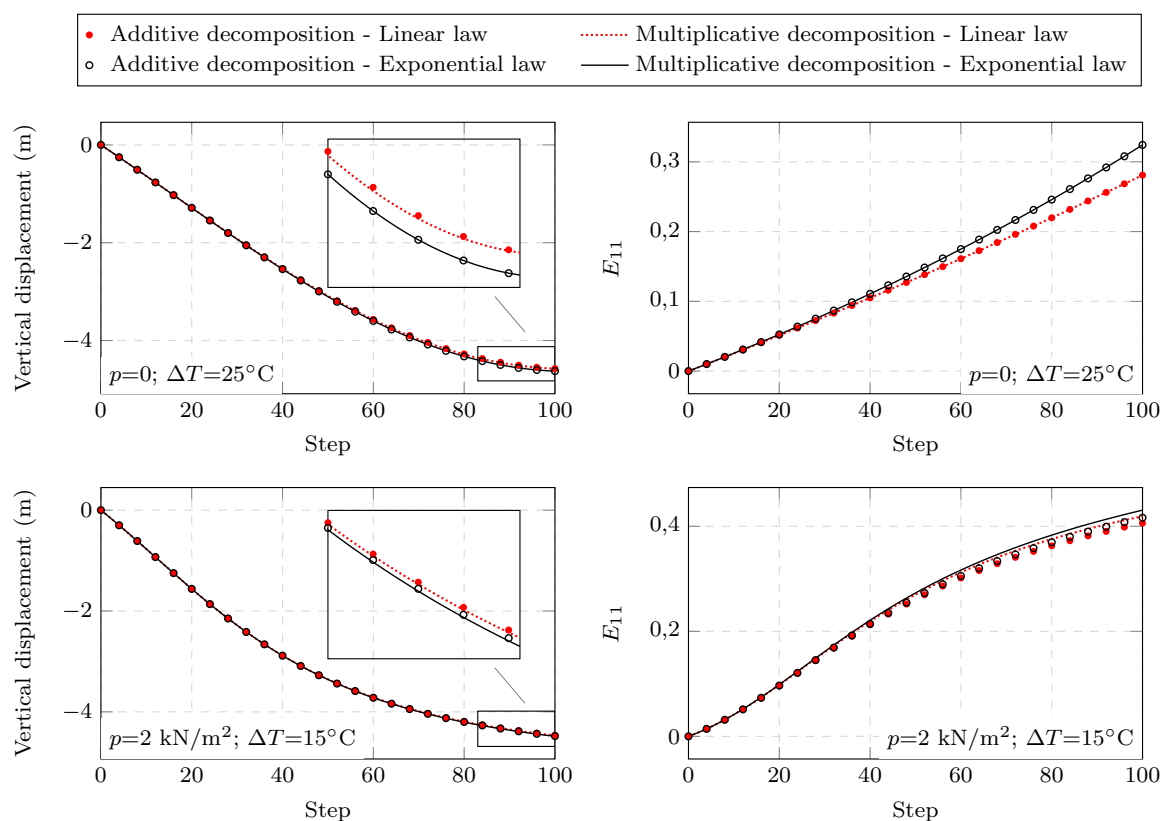 Additive decomposition - Linear law
Multiplicative decomposition - Linear law
Additive decomposition - Exponential law
Multiplicative decomposition - Exponential law
Vertical displacement (m)
0
−2
−4
p=0; ΔT=25°C
0 20 40 60 80 100
Step
E11
0,3
0,2
0,1
0
p=0; ΔT=25°C
0 20 40 60 80 100
Step
Vertical displacement (m)
0
−2
−4
p=2 kN/m²; ΔT=15°C
0 20 40 60 80 100
Step
E11
0,4
0,2
0
p=2 kN/m²; ΔT=15°C
0 20 40 60 80 100
Step